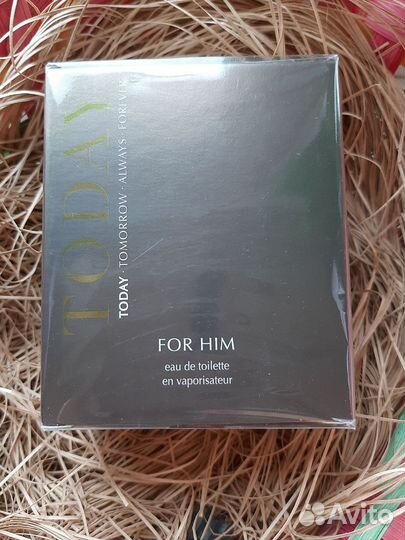 TODAY
TODAY · TOMORROW · ALWAYS · FOREVER
FOR HIM
eau de toilette
en vaporisateur
Avito